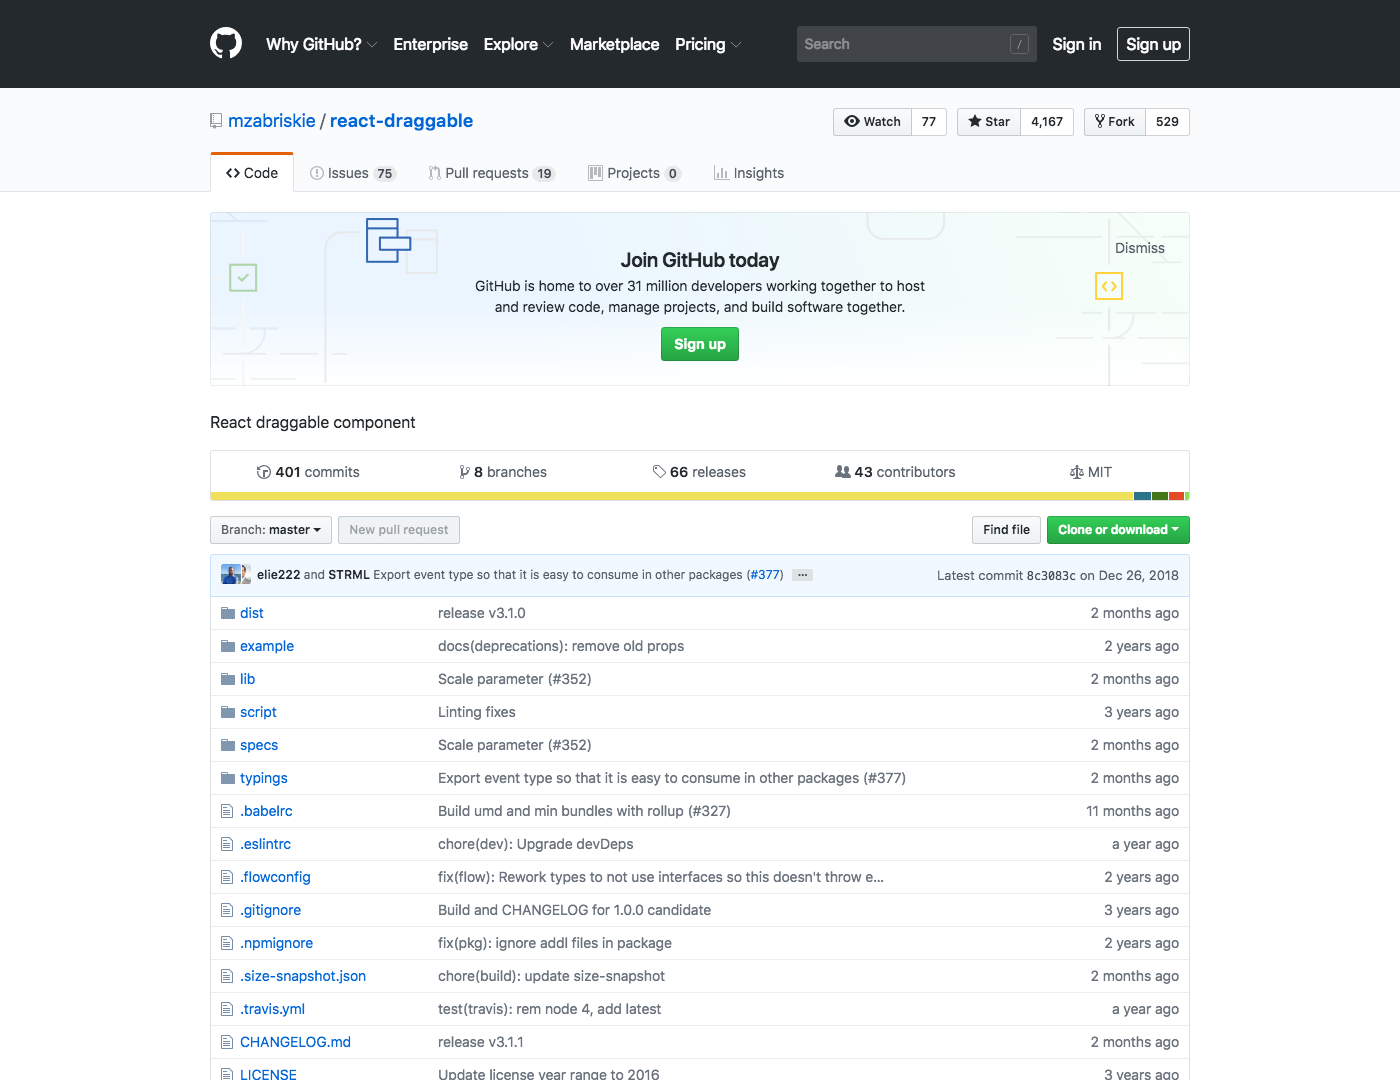 Why GitHub? Enterprise Explore Marketplace Pricing Search / Sign in Sign up
mzabriskie / react-draggable Watch 77 Star 4,167 Fork 529
Code Issues 75 Pull requests 19 Projects 0 Insights
Dismiss
Join GitHub today
GitHub is home to over 31 million developers working together to host
and review code, manage projects, and build software together.
Sign up
React draggable component
401 commits 8 branches 66 releases 43 contributors MIT
Branch: master New pull request Find file Clone or download
elie222 and STRML Export event type so that it is easy to consume in other packages (#377) ... Latest commit 8c3083c on Dec 26, 2018
dist release v3.1.0 2 months ago
example docs(deprecations): remove old props 2 years ago
lib Scale parameter (#352) 2 months ago
script Linting fixes 3 years ago
specs Scale parameter (#352) 2 months ago
typings Export event type so that it is easy to consume in other packages (#377) 2 months ago
.babelrc Build umd and min bundles with rollup (#327) 11 months ago
.eslintrc chore(dev): Upgrade devDeps a year ago
.flowconfig fix(flow): Rework types to not use interfaces so this doesn't throw e... 2 years ago
.gitignore Build and CHANGELOG for 1.0.0 candidate 3 years ago
.npmignore fix(pkg): ignore addl files in package 2 years ago
.size-snapshot.json chore(build): update size-snapshot 2 months ago
.travis.yml test(travis): rem node 4, add latest a year ago
CHANGELOG.md release v3.1.1 2 months ago
LICENSE Update license year range to 2016 3 years ago